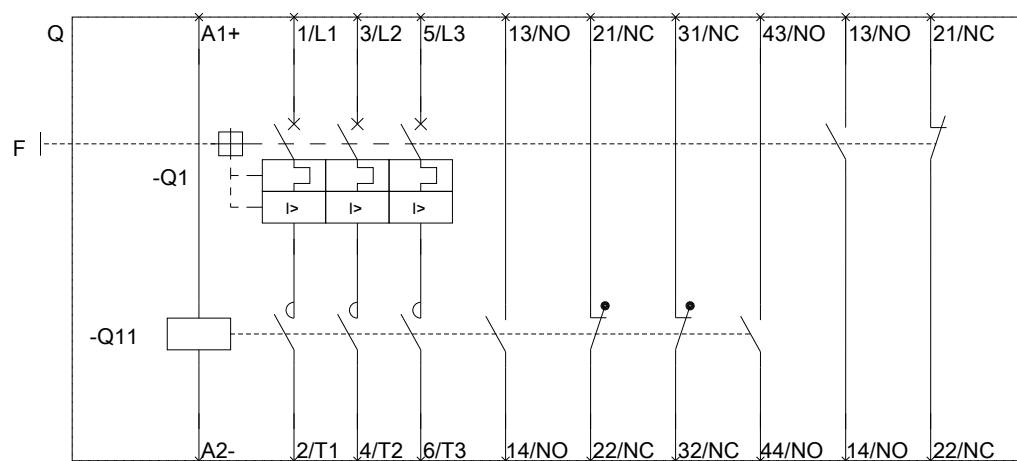 Q A1+ 1/L1 3/L2 5/L3 13/NO 21/NC 31/NC 43/NO 13/NO 21/NC
F
-Q1
I> I> I>
-Q11
A2- 2/T1 4/T2 6/T3 14/NO 22/NC 32/NC 44/NO 14/NO 22/NC